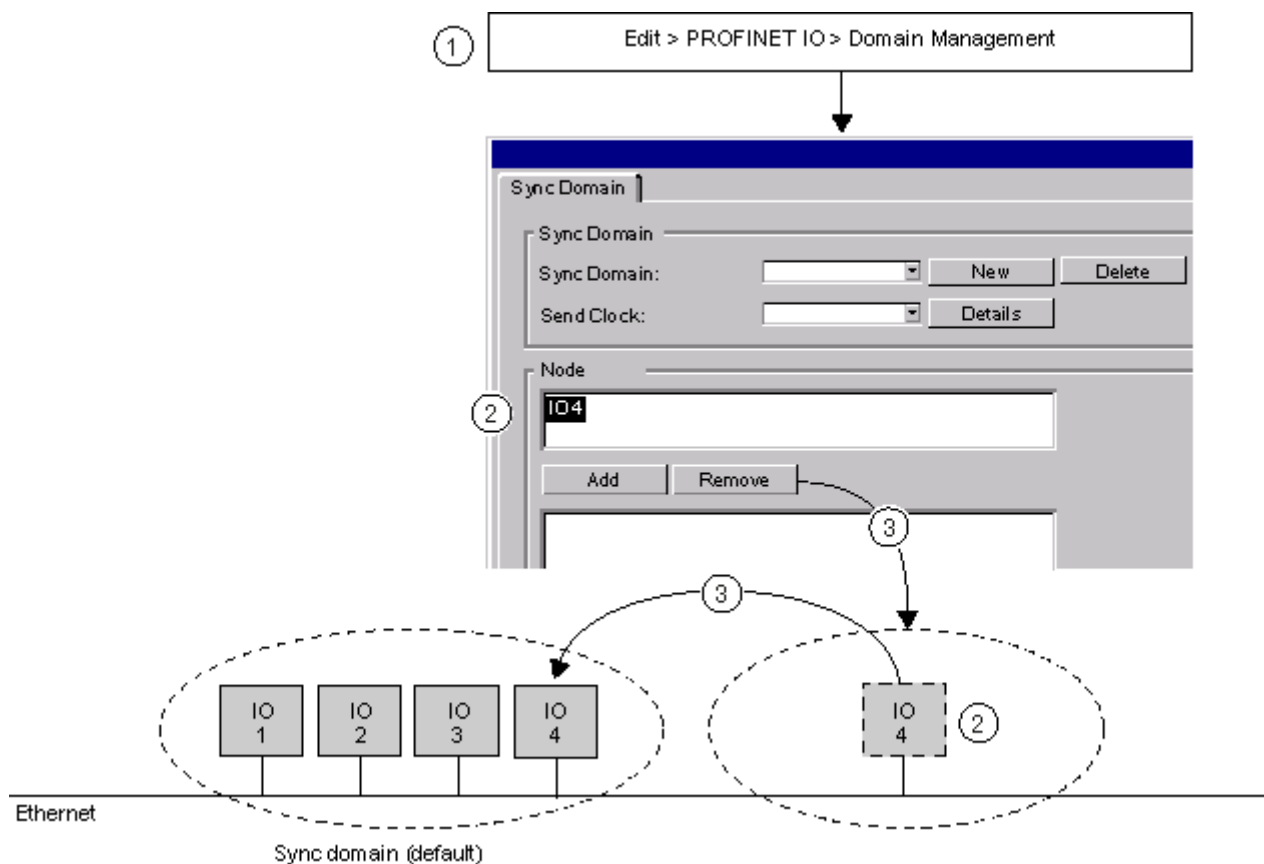 1
Edit > PROFINET IO > Domain Management
Sync Domain
Sync Domain
Sync Domain:
New
Delete
Send Clock:
Details
Node
2
IO4
Add
Remove
3
3
IO
1
IO
2
IO
3
IO
4
IO
4
2
Ethernet
Sync domain (default)